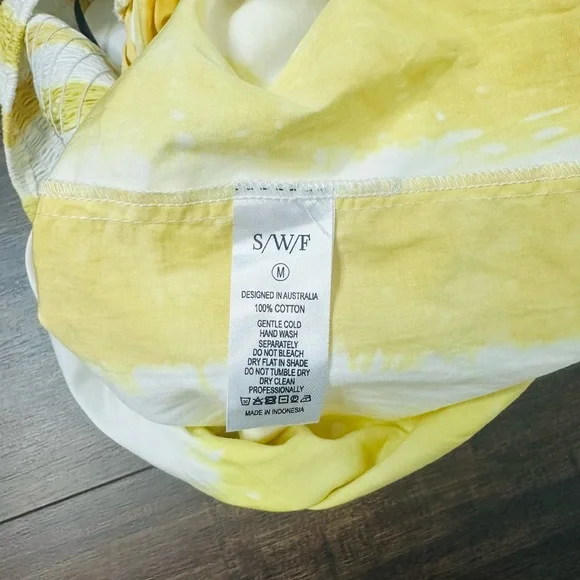 S/W/F
M
DESIGNED IN AUSTRALIA
100% COTTON
GENTLE COLD
HAND WASH
SEPARATELY
DO NOT BLEACH
DRY FLAT IN SHADE
DO NOT TUMBLE DRY
DRY CLEAN
PROFESSIONALLY
MADE IN INDONESIA